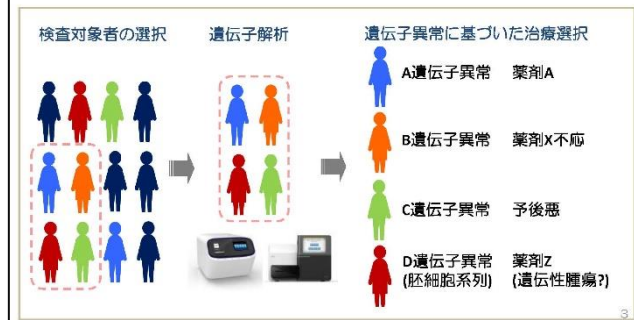 検査対象者の選択
遺伝子解析
遺伝子異常に基づいた治療選択
A遺伝子異常 薬剤A
B遺伝子異常 薬剤X不応
C遺伝子異常 予後悪
D遺伝子異常 薬剤Z
(胚細胞系列) (遺伝性腫瘍?)
3